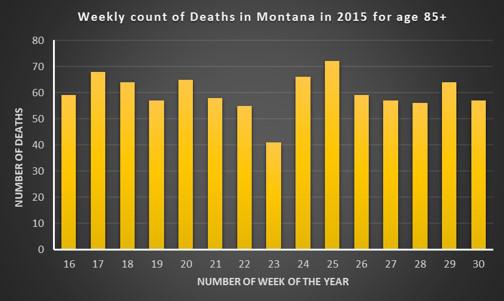 Weekly count of Deaths in Montana in 2015 for age 85+
NUMBER OF DEATHS
80
70
60
50
40
30
20
10
0
16 17 18 19 20 21 22 23 24 25 26 27 28 29 30
NUMBER OF WEEK OF THE YEAR